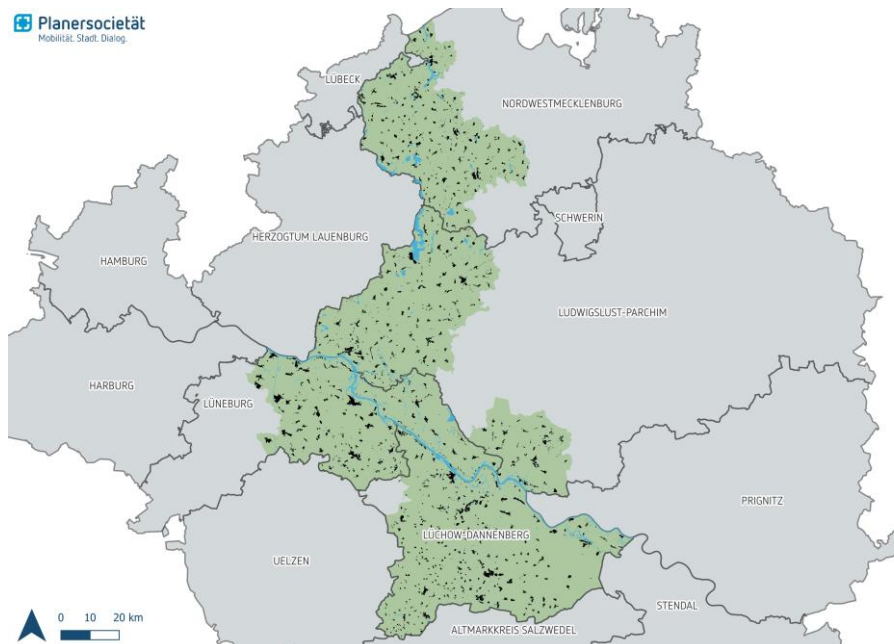 Planersocietät
Mobilität. Stadt. Dialog.
LÜBECK
NORDWESTMECKLENBURG
SCHWERIN
HERZOGTUM LAUENBURG
HAMBURG
LUDWIGSLUST-PARCHIM
HARBURG
LÜNEBURG
PRIGNITZ
LÜCHOW-DANNENBERG
UELZEN
STENDAL
ALTMARKKREIS SALZWEDEL
0 10 20 km